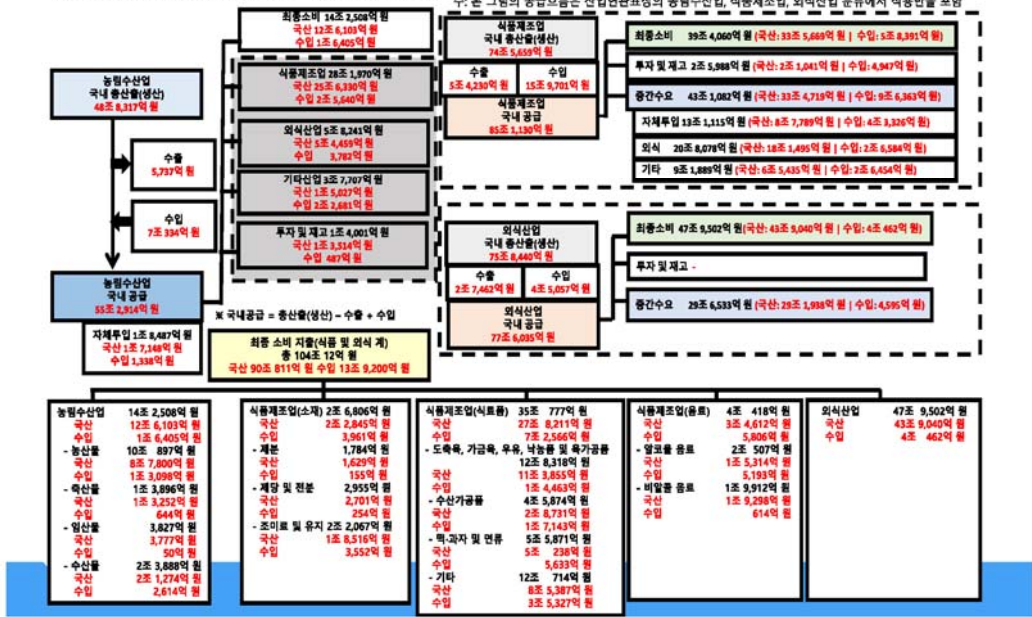 최종소비 14조 2,508억 원
국산 12조 6,103억 원
수입 1조 6,405억 원
농림수산업
국내 총산출(생산)
48조 8,317억 원
수출
5,737억 원
수입
7조 334억 원
농림수산업
국내 공급
55조 2,914억 원
자체투입 1조 8,487억 원
국산 1조 7,148억 원
수입 1,338억 원
식품제조업 28조 1,970억 원
국산 25조 6,330억 원
수입 2조 5,640억 원
외식산업 5조 8,241억 원
국산 5조 4,459억 원
수입 3,782억 원
기타산업 3조 7,707억 원
국산 1조 5,027억 원
수입 2조 2,681억 원
투자 및 재고 1조 4,001억 원
국산 1조 3,514억 원
수입 487억 원
※ 국내공급 = 총산출(생산) – 수출 + 수입
주: 본 그림의 공급흐름은 산업연관표상의 농림수산업, 식품제조업, 외식산업 분류에서 식용만을 포함
식품제조업
국내 총산출(생산)
74조 5,659억 원
수출
5조 4,230억 원
수입
15조 9,701억 원
식품제조업
국내 공급
85조 1,130억 원
최종소비 39조 4,060억 원 (국산: 33조 5,669억 원 | 수입: 5조 8,391억 원)
투자 및 재고 2조 5,988억 원 (국산: 2조 1,041억 원 | 수입: 4,947억 원)
중간수요 43조 1,082억 원 (국산: 33조 4,719억 원 | 수입: 9조 6,363억 원)
자체투입 13조 1,115억 원 (국산: 8조 7,789억 원 | 수입: 4조 3,326억 원)
외식 20조 8,078억 원 (국산: 18조 1,495억 원 | 수입: 2조 6,584억 원)
기타 9조 1,889억 원 (국산: 6조 5,435억 원 | 수입: 2조 6,454억 원)
외식산업
국내 총산출(생산)
75조 8,440억 원
수출
2조 7,462억 원
수입
4조 5,057억 원
외식산업
국내 공급
77조 6,035억 원
최종소비 47조 9,502억 원(국산: 43조 9,040억 원 | 수입: 4조 462억 원)
투자 및 재고 -
중간수요 29조 6,533억 원 (국산: 29조 1,938억 원 | 수입: 4,595억 원)
최종 소비 지출(식품 및 외식 계)
총 104조 12억 원
국산 90조 811억 원 수입 13조 9,200억 원
농림수산업 14조 2,508억 원
국산 12조 6,103억 원
수입 1조 6,405억 원
- 농산물 10조 897억 원
국산 8조 7,800억 원
수입 1조 3,098억 원
- 축산물 1조 3,896억 원
국산 1조 3,252억 원
수입 644억 원
- 임산물 3,827억 원
국산 3,777억 원
수입 50억 원
- 수산물 2조 3,888억 원
국산 2조 1,274억 원
수입 2,614억 원
식품제조업(소재) 2조 6,806억 원
국산 2조 2,845억 원
수입 3,961억 원
- 제분 1,784억 원
국산 1,629억 원
수입 155억 원
- 제당 및 전분 2,955억 원
국산 2,701억 원
수입 254억 원
- 조미료 및 유지 2조 2,067억 원
국산 1조 8,516억 원
수입 3,552억 원
식품제조업(식료품) 35조 777억 원
국산 27조 8,211억 원
수입 7조 2,566억 원
- 도축육, 가금육, 우유, 낙농품 및 육가공품
12조 8,318억 원
국산 11조 3,855억 원
수입 1조 4,463억 원
- 수산가공품 4조 5,874억 원
국산 2조 8,731억 원
수입 1조 7,143억 원
- 떡·과자 및 면류 5조 5,871억 원
국산 5조 238억 원
수입 5,633억 원
- 기타 12조 714억 원
국산 8조 5,387억 원
수입 3조 5,327억 원
식품제조업(음료) 4조 418억 원
국산 3조 4,612억 원
수입 5,806억 원
- 알코올 음료 2조 507억 원
국산 1조 5,314억 원
수입 5,193억 원
- 비알콜 음료 1조 9,912억 원
국산 1조 9,298억 원
수입 614억 원
외식산업 47조 9,502억 원
국산 43조 9,040억 원
수입 4조 462억 원